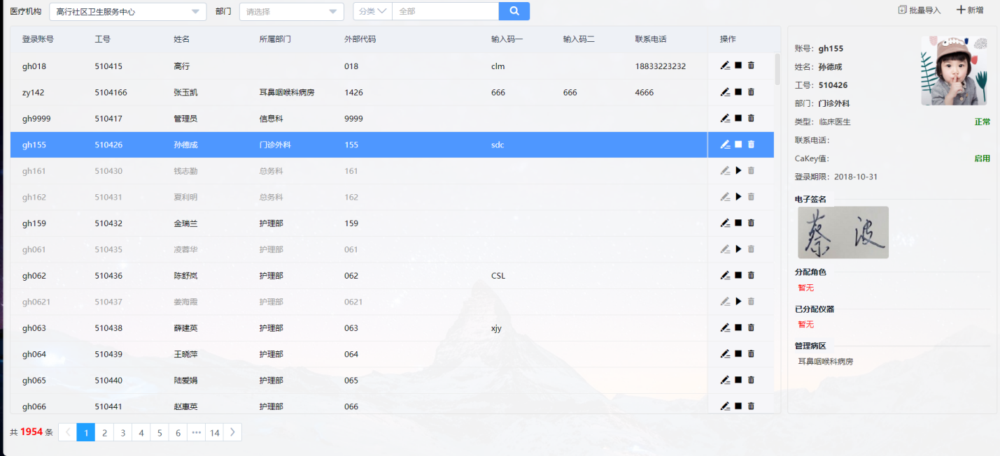 医疗机构 高行社区卫生服务中心 部门 请选择 分类 全部 批量导入 新增
登录账号 工号 姓名 所属部门 外部代码 输入码一 输入码二 联系电话 操作
gh018 510415 高行 018 clm 18833223232
zy142 5104166 张玉凯 耳鼻咽喉科病房 1426 666 666 4666
gh9999 510417 管理员 信息科 9999
gh155 510426 孙德成 门诊外科 155 sdc
gh161 510430 钱志勤 总务科 161
gh162 510431 夏利明 总务科 162
gh159 510432 金瑞兰 护理部 159
gh061 510435 凌蓉华 护理部 061
gh062 510436 陈舒岚 护理部 062 CSL
gh0621 510437 姜海霞 护理部 0621
gh063 510438 薛建英 护理部 063 xjy
gh064 510439 王晓萍 护理部 064
gh065 510440 陆爱娟 护理部 065
gh066 510441 赵惠英 护理部 066
共 1954 条 1 2 3 4 5 6 ••• 14
账号：gh155
姓名：孙德成
工号：510426
部门：门诊外科
类型：临床医生 正常
联系电话：
CaKey值： 启用
登录期限：2018-10-31
电子签名
蔡 波
分配角色
暂无
已分配仪器
暂无
管理病区
耳鼻咽喉科病房